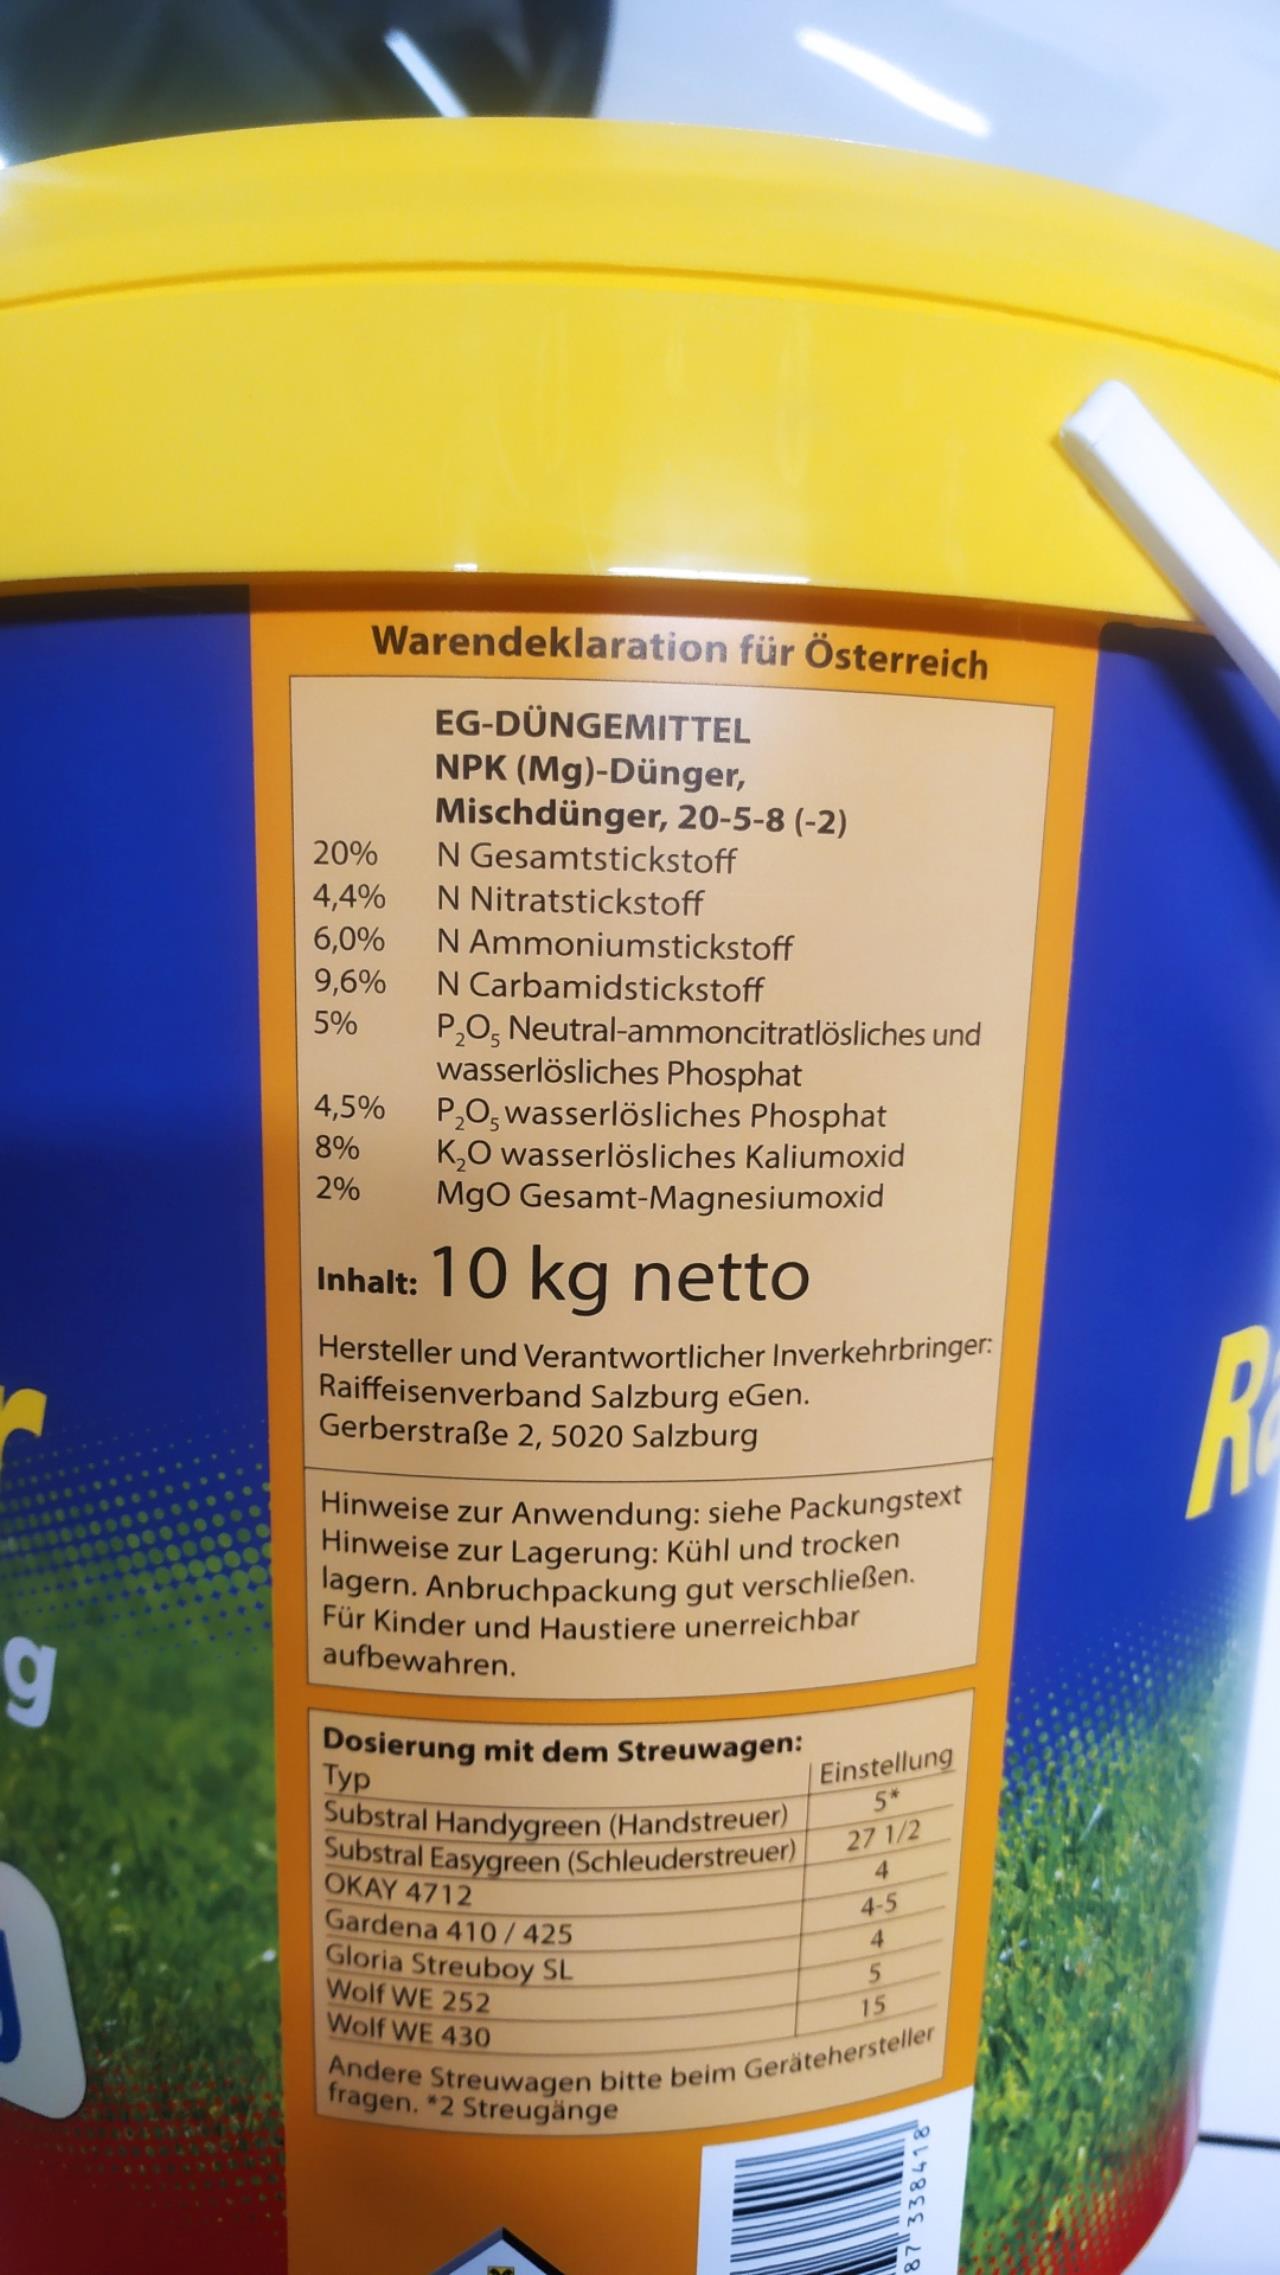 Warendeklaration für Österreich
EG-DÜNGEMITTEL
NPK (Mg)-Dünger,
Mischdünger, 20-5-8 (-2)
20% N Gesamtstickstoff
4,4% N Nitratstickstoff
6,0% N Ammoniumstickstoff
9,6% N Carbamidstickstoff
5% P₂O₅ Neutral-ammoncitratlösliches und
wasserlösliches Phosphat
4,5% P₂O₅ wasserlösliches Phosphat
8% K₂O wasserlösliches Kaliumoxid
2% MgO Gesamt-Magnesiumoxid
Inhalt: 10 kg netto
Hersteller und Verantwortlicher Inverkehrbringer:
Raiffeisenverband Salzburg eGen.
Gerberstraße 2, 5020 Salzburg
Hinweise zur Anwendung: siehe Packungstext
Hinweise zur Lagerung: Kühl und trocken
lagern. Anbruchpackung gut verschließen.
Für Kinder und Haustiere unerreichbar
aufbewahren.
Dosierung mit dem Streuwagen:
Typ Einstellung
Substral Handygreen (Handstreuer) 5*
Substral Easygreen (Schleuderstreuer) 27 1/2
OKAY 4712 4
Gardena 410 / 425 4-5
Gloria Streuboy SL 4
Wolf WE 252 5
Wolf WE 430 15
Andere Streuwagen bitte beim Gerätehersteller
fragen. *2 Streugänge